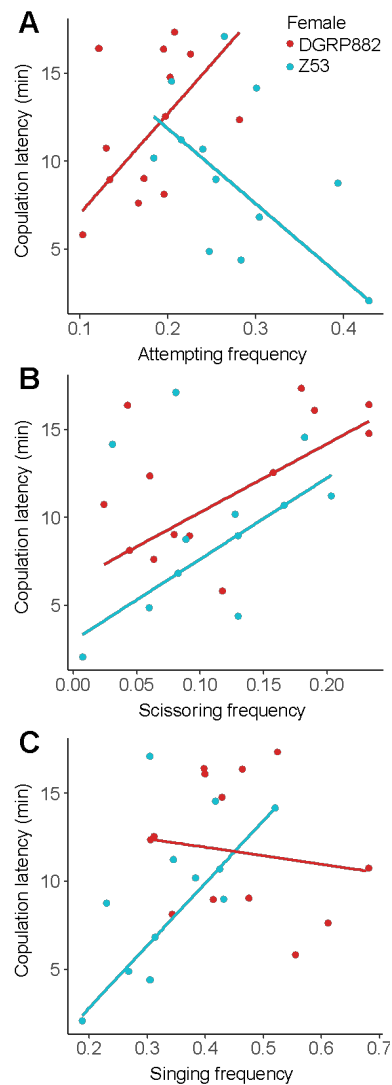 A
Female
DGRP882
Z53
Copulation latency (min)
15
10
5
0.1 0.2 0.3 0.4
Attempting frequency
B
Copulation latency (min)
15
10
5
0.00 0.05 0.10 0.15 0.20
Scissoring frequency
C
Copulation latency (min)
15
10
5
0.2 0.3 0.4 0.5 0.6 0.7
Singing frequency